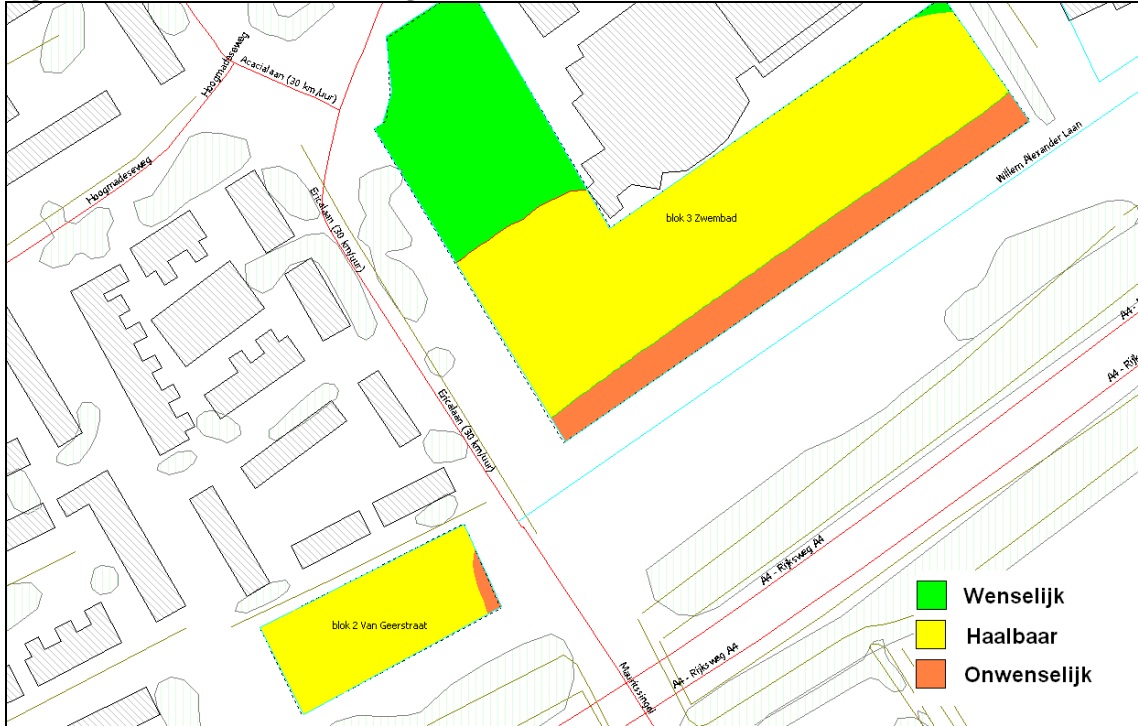 Acacialaan (30 km/uur)
Hoogmadeseweg
Hoogmadeseweg
Ericalaan (30 km/uur)
Willem Alexander Laan
blok 3 Zwembad
Ericalaan (30 km/uur)
A4 - Rijksweg A4
blok 2 Van Geerstraat
A4 - Rijksweg A4
Mauritssingel
Wenselijk
Haalbaar
Onwenselijk